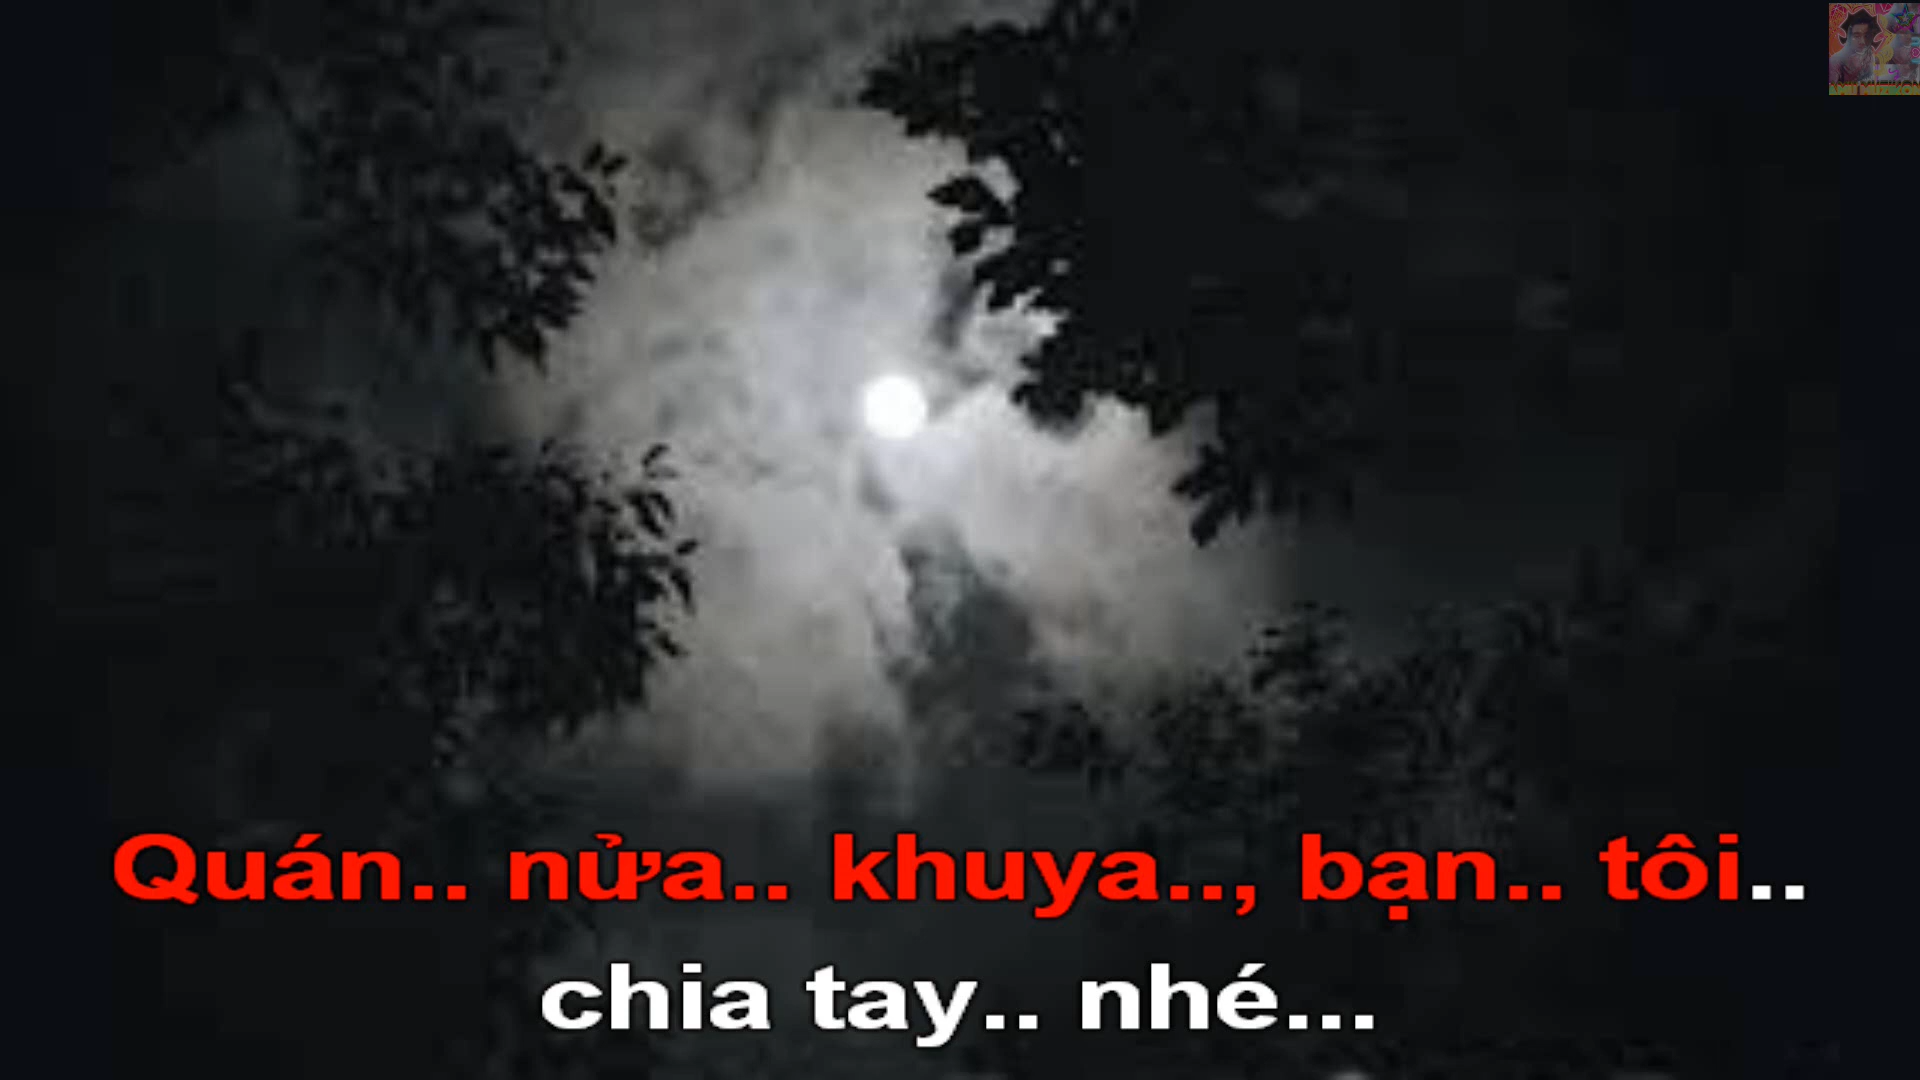 Quán.. nửa.. khuya.., bạn.. tôi..
chia tay.. nhé...